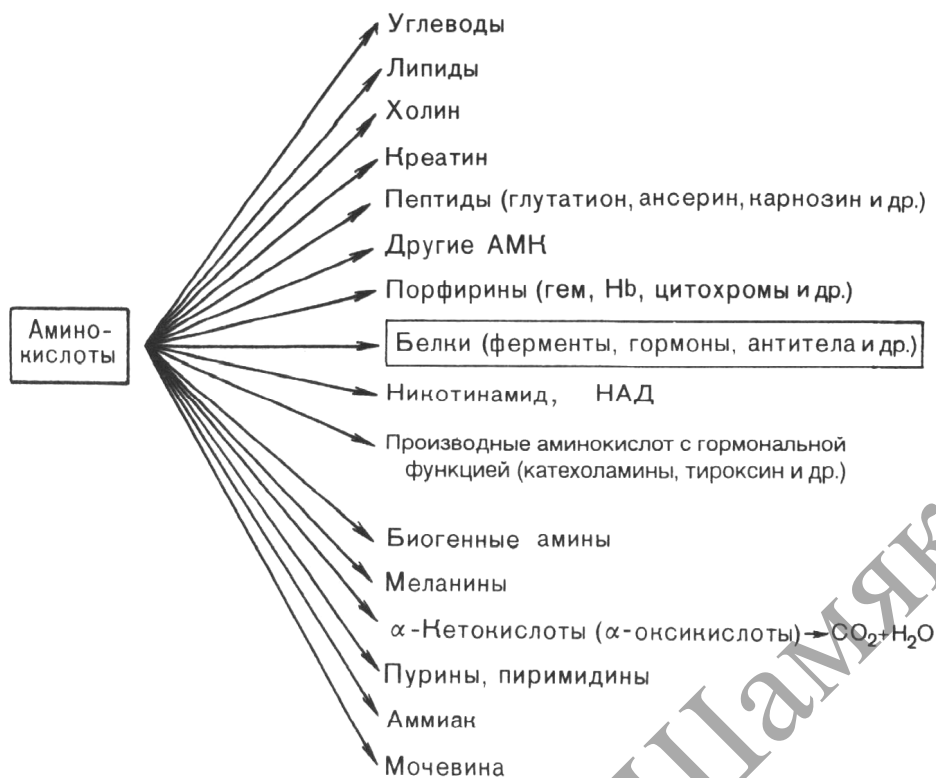 Углеводы
Липиды
Холин
Креатин
Пептиды (глутатион, ансерин, карнозин и др.)
Другие АМК
Порфирины (гем, Hb, цитохромы и др.)
Амино-
кислоты
Белки (ферменты, гормоны, антитела и др.)
Никотинамид, НАД
Производные аминокислот с гормональной
функцией (катехоламины, тироксин и др.)
Биогенные амины
Меланины
α-Кетокислоты (α-оксикислоты)→CO₂+H₂O
Пурины, пиримидины
Аммиак
Мочевина